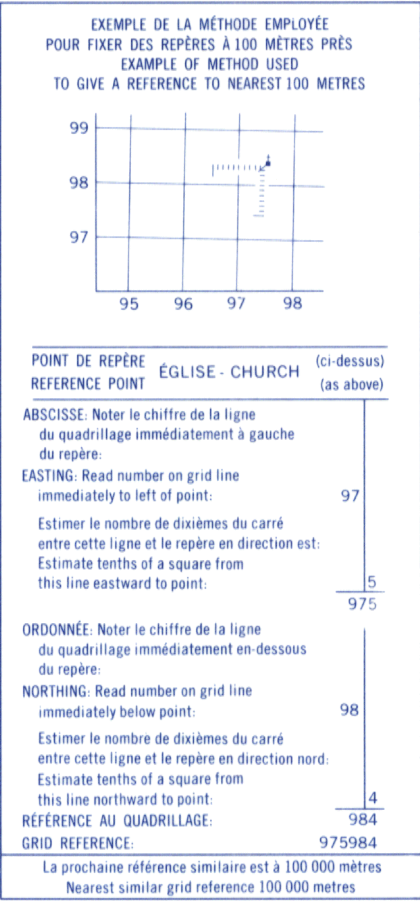 EXEMPLE DE LA MÉTHODE EMPLOYÉE
POUR FIXER DES REPÈRES À 100 MÈTRES PRÈS
EXAMPLE OF METHOD USED
TO GIVE A REFERENCE TO NEAREST 100 METRES
99
98
97
95 96 97 98
POINT DE REPÈRE
REFERENCE POINT
ÉGLISE - CHURCH
(ci-dessus)
(as above)
ABSCISSE: Noter le chiffre de la ligne
du quadrillage immédiatement à gauche
du repère:
EASTING: Read number on grid line
immediately to left of point: 97
Estimer le nombre de dixièmes du carré
entre cette ligne et le repère en direction est:
Estimate tenths of a square from
this line eastward to point: 5
975
ORDONNÉE: Noter le chiffre de la ligne
du quadrillage immédiatement en-dessous
du repère:
NORTHING: Read number on grid line
immediately below point: 98
Estimer le nombre de dixièmes du carré
entre cette ligne et le repère en direction nord:
Estimate tenths of a square from
this line northward to point: 4
RÉFÉRENCE AU QUADRILLAGE: 984
GRID REFERENCE: 975984
La prochaine référence similaire est à 100 000 mètres
Nearest similar grid reference 100 000 metres